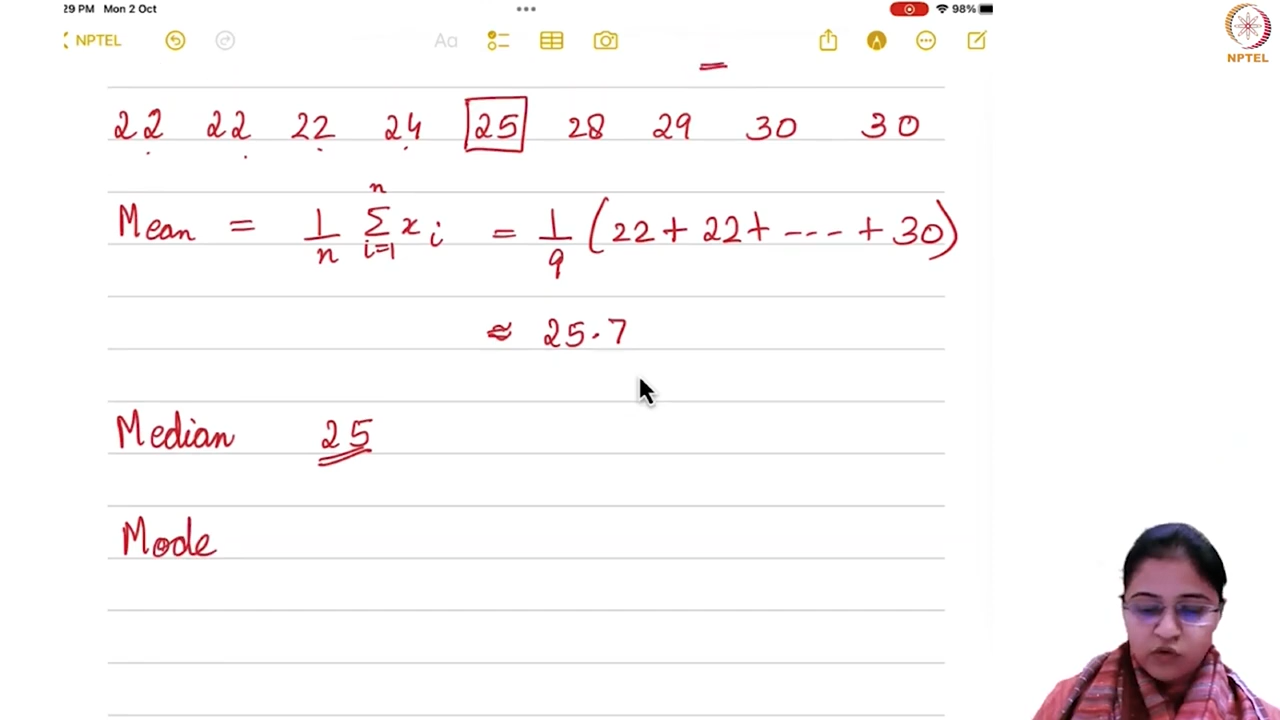 29 PM Mon 2 Oct
98%
NPTEL
Aa
NPTEL
22 22 22 24 25 28 29 30 30
Mean = 1/n Σ_{i=1}^{n} x_i = 1/9 (22 + 22 + --- + 30)
≈ 25.7
Median 25
Mode